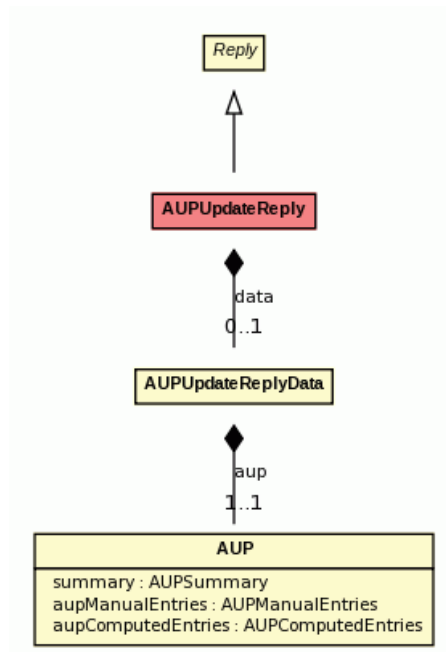 Reply
AUPUpdateReply
data
0..1
AUPUpdateReplyData
aup
1..1
AUP
summary : AUPSummary
aupManualEntries : AUPManualEntries
aupComputedEntries : AUPComputedEntries